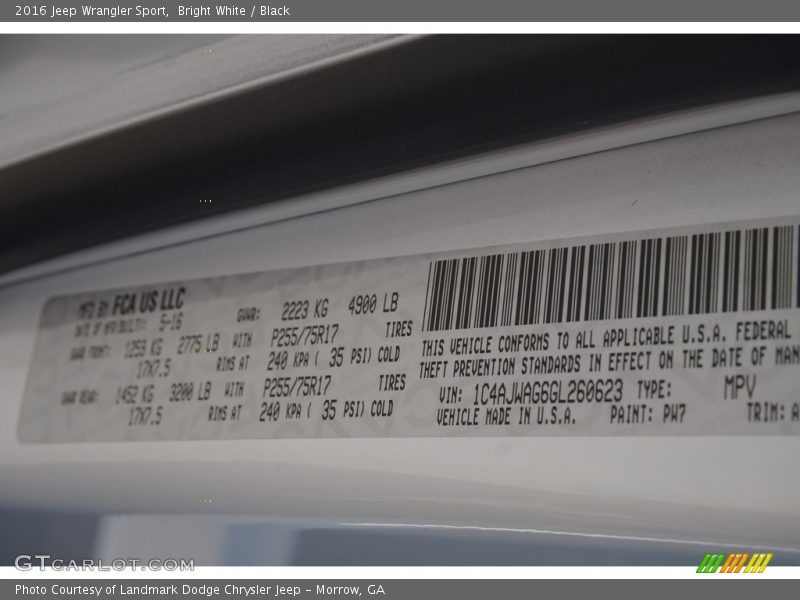 2016 Jeep Wrangler Sport,  Bright White / Black
MFD BY FCA US LLC
DATE OF MFR 5-16 GVWR: 2223 KG 4900 LB
GAWR FRONT: 1259 KG 2775 LB WITH P255/75R17 TIRES
17X7.5 RIMS AT 240 KPA ( 35 PSI) COLD
GAWR REAR: 1452 KG 3200 LB WITH P255/75R17 TIRES
17X7.5 RIMS AT 240 KPA ( 35 PSI) COLD
THIS VEHICLE CONFORMS TO ALL APPLICABLE U.S.A. FEDERAL
THEFT PREVENTION STANDARDS IN EFFECT ON THE DATE OF MAN
VIN: 1C4AJWAG6GL260623 TYPE: MPV
VEHICLE MADE IN U.S.A. PAINT: PW7 TRIM: A
GTCARLOT.COM
Photo Courtesy of Landmark Dodge Chrysler Jeep – Morrow, GA